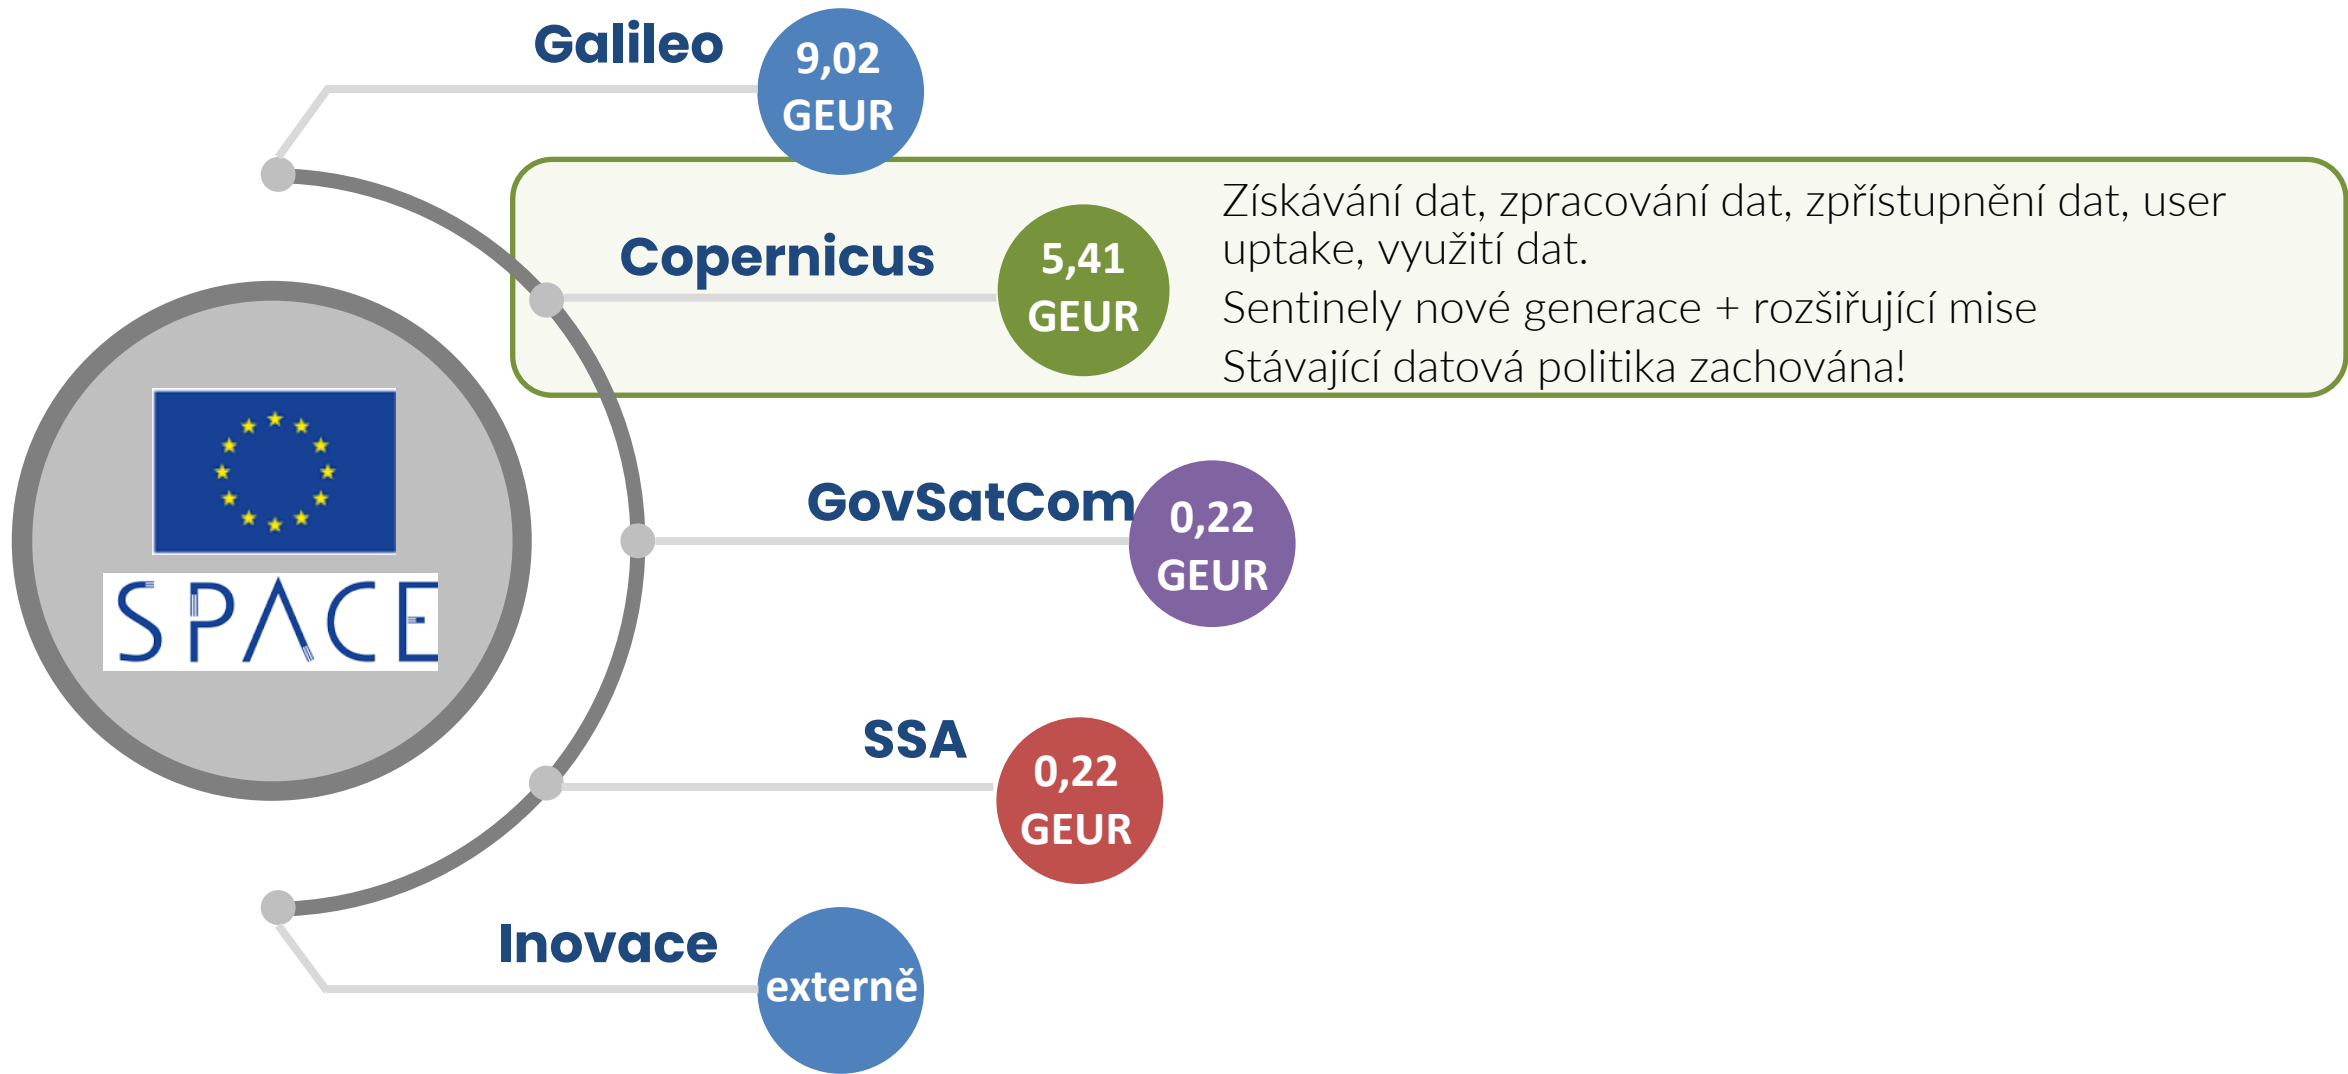 Galileo
9,02
GEUR
Copernicus
5,41
GEUR
Získávání dat, zpracování dat, zpřístupnění dat, user
uptake, využití dat.
Sentinely nové generace + rozšiřující mise
Stávající datová politika zachována!
SPACE
GovSatCom
0,22
GEUR
SSA
0,22
GEUR
Inovace
externě